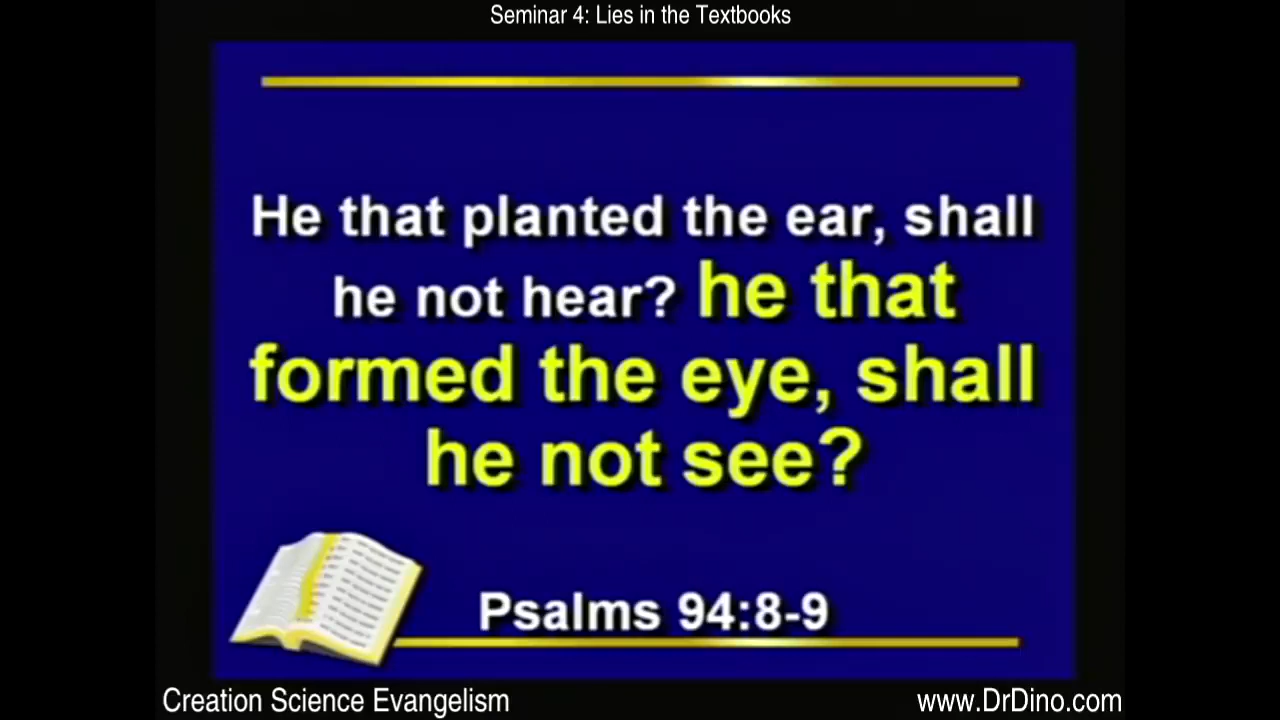 Seminar 4: Lies in the Textbooks
He that planted the ear, shall
he not hear? he that
formed the eye, shall
he not see?
Psalms 94:8-9
Creation Science Evangelism
www.DrDino.com